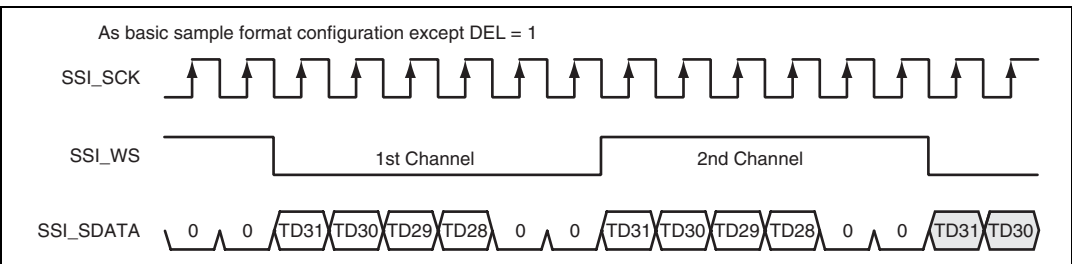 As basic sample format configuration except DEL = 1
SSI_SCK
SSI_WS 1st Channel 2nd Channel
SSI_SDATA 0 0 TD31 TD30 TD29 TD28 0 0 TD31 TD30 TD29 TD28 0 0 TD31 TD30